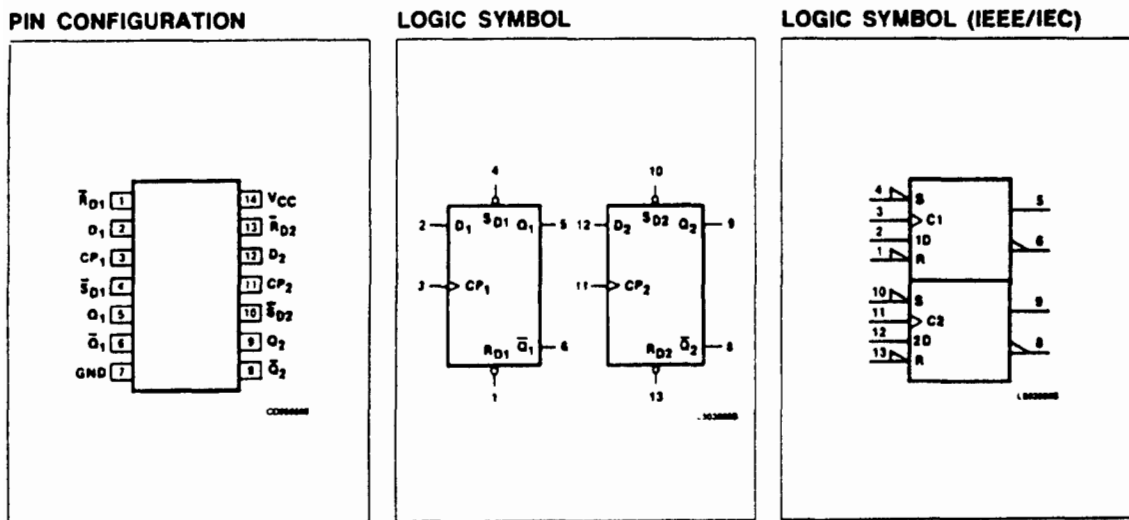 PIN CONFIGURATION
R̅D1 1
D1 2
CP1 3
S̅D1 4
Q1 5
Q̅1 6
GND 7
14 VCC
13 R̅D2
12 D2
11 CP2
10 S̅D2
9 Q2
8 Q̅2
LOGIC SYMBOL
4
2 D1 SD1 Q1 5
3 CP1
RD1 Q̅1 6
1
10
12 D2 SD2 Q2 9
11 CP2
RD2 Q̅2 8
13
LOGIC SYMBOL (IEEE/IEC)
4 S
3 C1
2 1D
1 R
5
6
10 S
11 C2
12 2D
13 R
9
8